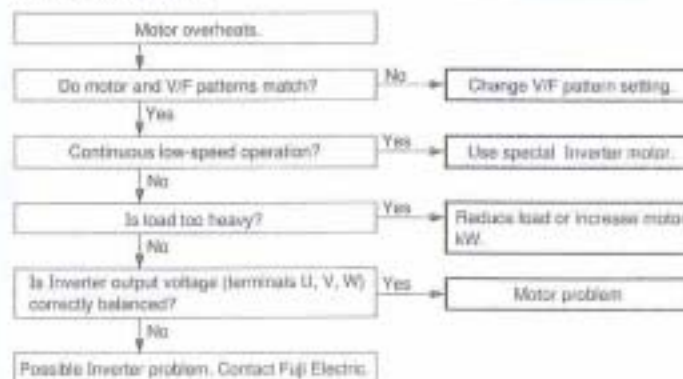 Motor overheats.
Do motor and V/F patterns match?
No
Change V/F pattern setting.
Yes
Continuous low-speed operation?
Yes
Use special Inverter motor.
No
Is load too heavy?
Yes
Reduce load or increase motor
kW.
No
Is Inverter output voltage (terminals U, V, W)
correctly balanced?
Yes
Motor problem
No
Possible Inverter problem. Contact Fuji Electric.